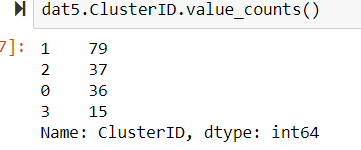 dat5.ClusterID.value_counts()
7]: 1    79
2    37
0    36
3    15
Name: ClusterID, dtype: int64